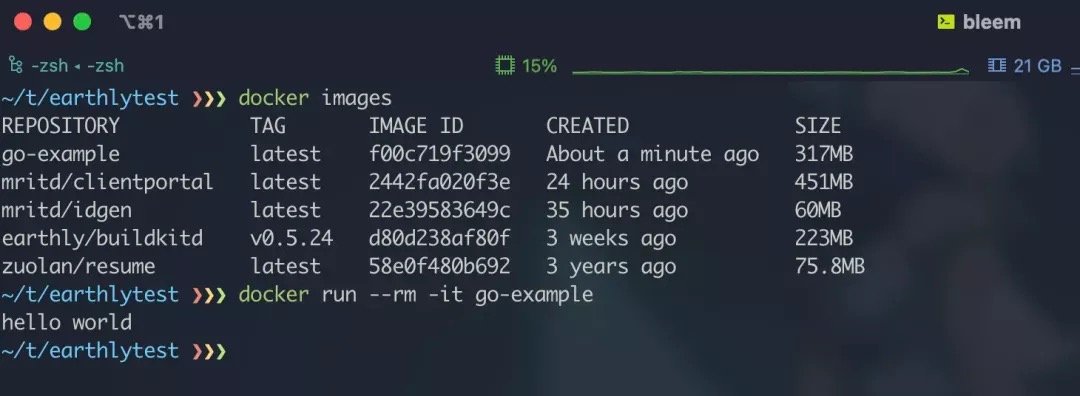 ⌥⌘1 bleem
-zsh ◂ -zsh 15% 21 GB
~/t/earthlytest ❯❯❯ docker images
REPOSITORY TAG IMAGE ID CREATED SIZE
go-example latest f00c719f3099 About a minute ago 317MB
mritd/clientportal latest 2442fa020f3e 24 hours ago 451MB
mritd/idgen latest 22e39583649c 35 hours ago 60MB
earthly/buildkitd v0.5.24 d80d238af80f 3 weeks ago 223MB
zuolan/resume latest 58e0f480b692 3 years ago 75.8MB
~/t/earthlytest ❯❯❯ docker run --rm -it go-example
hello world
~/t/earthlytest ❯❯❯